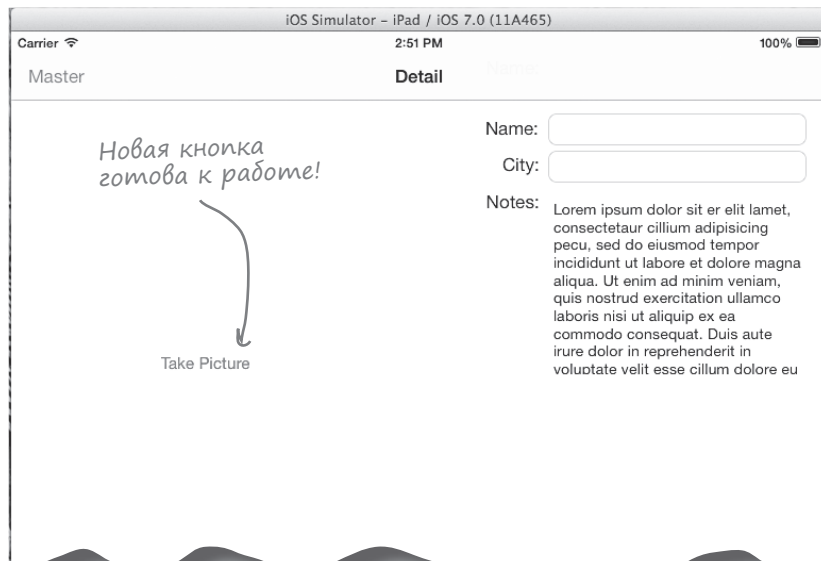 iOS Simulator – iPad / iOS 7.0 (11A465)
Carrier 2:51 PM 100%
Master Detail Name:
Новая кнопка
готова к работе!
Name:
City:
Notes:
Lorem ipsum dolor sit er elit lamet,
consectetaur cillium adipisicing
pecu, sed do eiusmod tempor
incididunt ut labore et dolore magna
aliqua. Ut enim ad minim veniam,
quis nostrud exercitation ullamco
laboris nisi ut aliquip ex ea
commodo consequat. Duis aute
irure dolor in reprehenderit in
voluptate velit esse cillum dolore eu
Take Picture